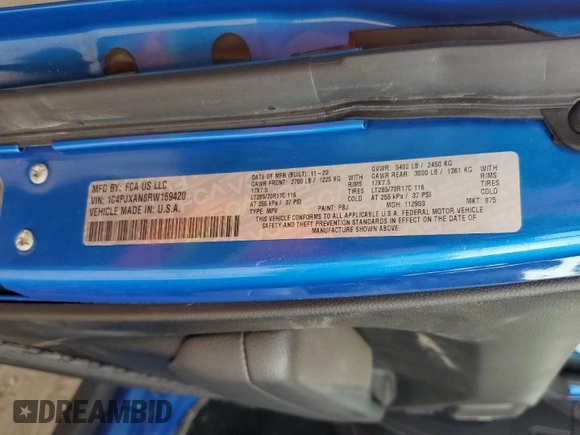 MFD BY: FCA US LLC
VIN: 1C4PJXAN8RW159420
VEHICLE MADE IN: U.S.A.
DATE OF MFR (BUILT): 11-23
GAWR FRONT: 2700 LB / 1225 KG
WITH
17X7.5 RIMS
LT285/70R17C 116 TIRES
AT 255 kPa / 37 PSI
GVWR: 5400 LB / 2450 KG
GAWR REAR: 3000 LB / 1361 KG
WITH
17X7.5 RIMS
LT285/70R17C 116 TIRES
AT 255 kPa / 37 PSI
TYPE: MPV PAINT: PBJ MDH: 112903 MKT: 875
THIS VEHICLE CONFORMS TO ALL APPLICABLE U.S.A. FEDERAL MOTOR VEHICLE
SAFETY AND THEFT PREVENTION STANDARDS IN EFFECT ON THE DATE OF
MANUFACTURE SHOWN ABOVE.
DREAMBID